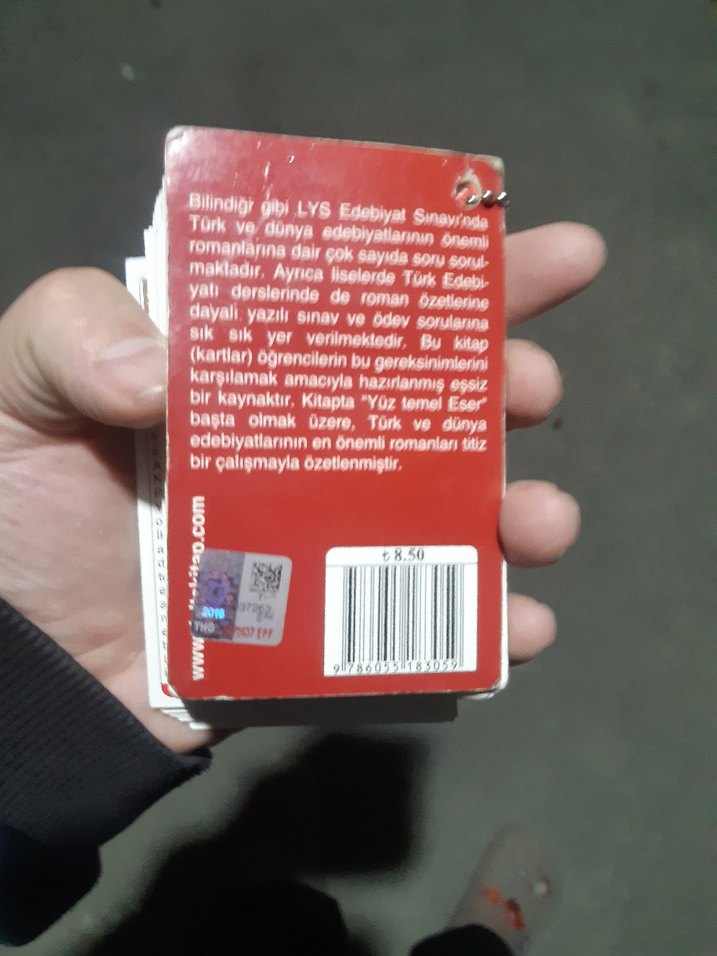 Bilindiği gibi LYS Edebiyat Sınavı'nda
Türk ve dünya edebiyatlarının önemli
romanlarına dair çok sayıda soru sorul-
maktadır. Ayrıca liselerde Türk Edebi-
yatı derslerinde de roman özetlerine
dayalı yazılı sınav ve ödev sorularına
sık sık yer verilmektedir. Bu kitap
(kartlar) öğrencilerin bu gereksinimlerini
karşılamak amacıyla hazırlanmış eşsiz
bir kaynaktır. Kitapta "Yüz temel Eser"
başta olmak üzere, Türk ve dünya
edebiyatlarının en önemli romanları titiz
bir çalışmayla özetlenmiştir.
₺ 8.50
9 786055 183059
2016